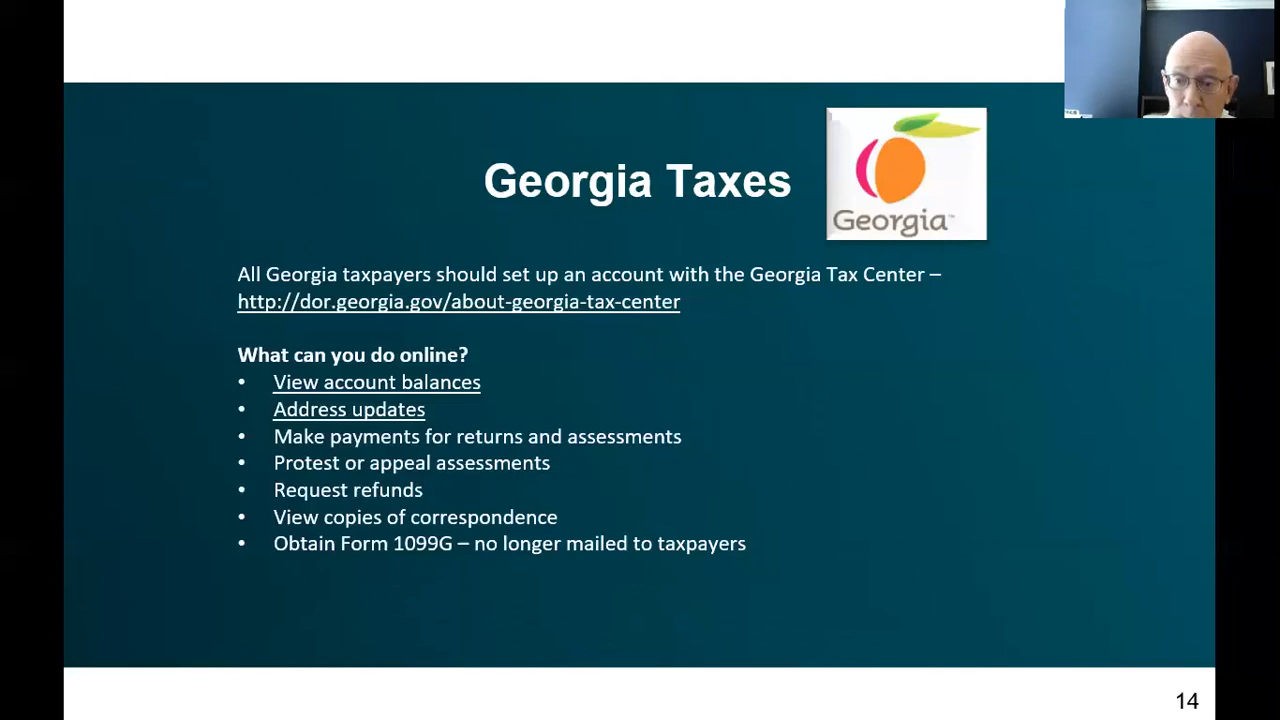 Georgia Taxes
Georgia™
All Georgia taxpayers should set up an account with the Georgia Tax Center –
http://dor.georgia.gov/about-georgia-tax-center
What can you do online?
• View account balances
• Address updates
• Make payments for returns and assessments
• Protest or appeal assessments
• Request refunds
• View copies of correspondence
• Obtain Form 1099G – no longer mailed to taxpayers
14